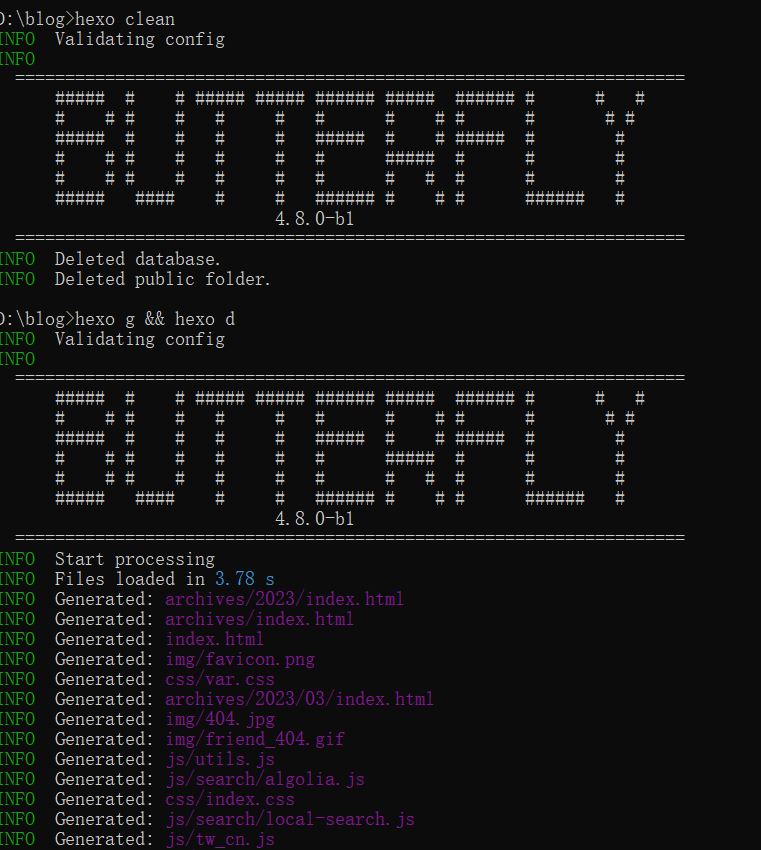 D:\blog>hexo clean
INFO  Validating config
INFO
===================================================================
##### #    # ##### ##### ###### #####  ###### #      #   #
#    # #    #   #     #   #      #    # #      #       # #
##### #    #   #     #   #####  #    # #####  #        #
#    # #    #   #     #   #      #####  #      #        #
#    # #    #   #     #   #      #   #  #      #        #
#####   ####    #     #   ###### #    # #      ######   #
4.8.0-b1
===================================================================
INFO  Deleted database.
INFO  Deleted public folder.
D:\blog>hexo g && hexo d
INFO  Validating config
INFO
===================================================================
##### #    # ##### ##### ###### #####  ###### #      #   #
#    # #    #   #     #   #      #    # #      #       # #
##### #    #   #     #   #####  #    # #####  #        #
#    # #    #   #     #   #      #####  #      #        #
#    # #    #   #     #   #      #   #  #      #        #
#####   ####    #     #   ###### #    # #      ######   #
4.8.0-b1
===================================================================
INFO  Start processing
INFO  Files loaded in 3.78 s
INFO  Generated: archives/2023/index.html
INFO  Generated: archives/index.html
INFO  Generated: index.html
INFO  Generated: img/favicon.png
INFO  Generated: css/var.css
INFO  Generated: archives/2023/03/index.html
INFO  Generated: img/404.jpg
INFO  Generated: img/friend_404.gif
INFO  Generated: js/utils.js
INFO  Generated: js/search/algolia.js
INFO  Generated: css/index.css
INFO  Generated: js/search/local-search.js
INFO  Generated: js/tw_cn.js